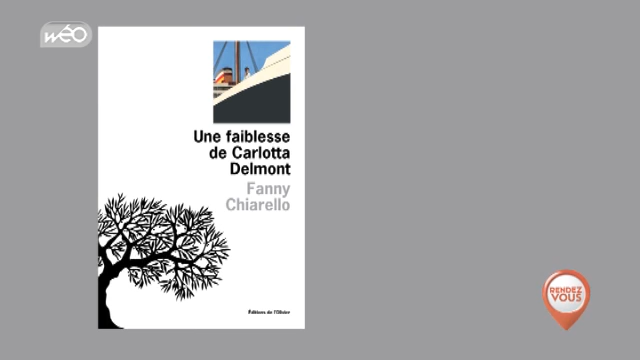 wéo
Une faiblesse
de Carlotta
Delmont
Fanny
Chiarello
Éditions de l'Olivier
RENDEZ
VOUS